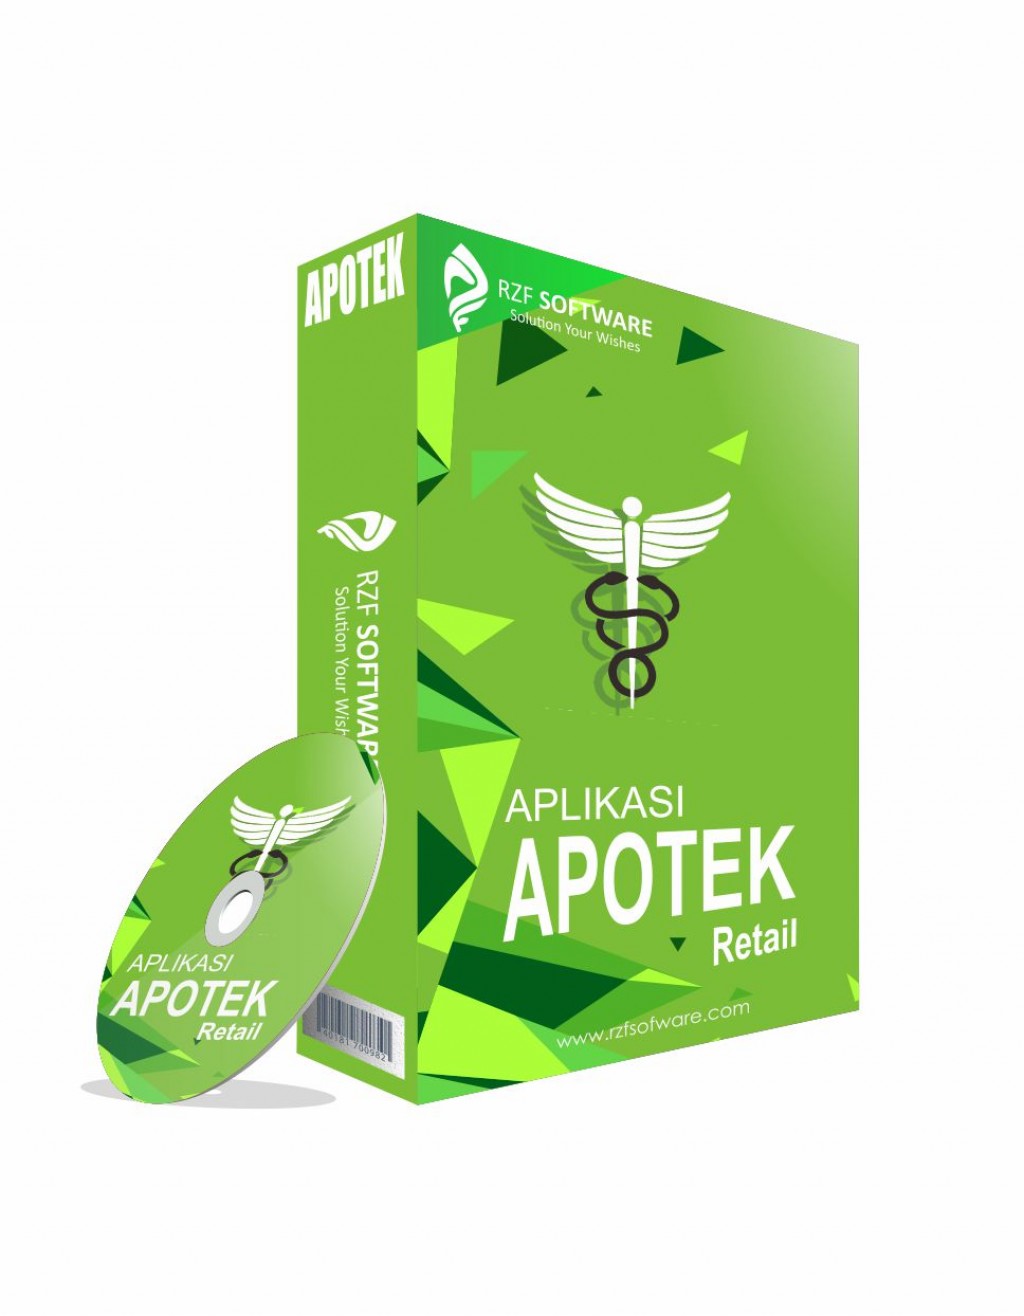 APOTEK
RZF SOFTWARE
Solution Your Wishes
RZF SOFTWAR
Solution Your Wish
APLIKASI
APOTEK
Retail
www.rzfsofware.com
APLIKASI
APOTEK
Retail